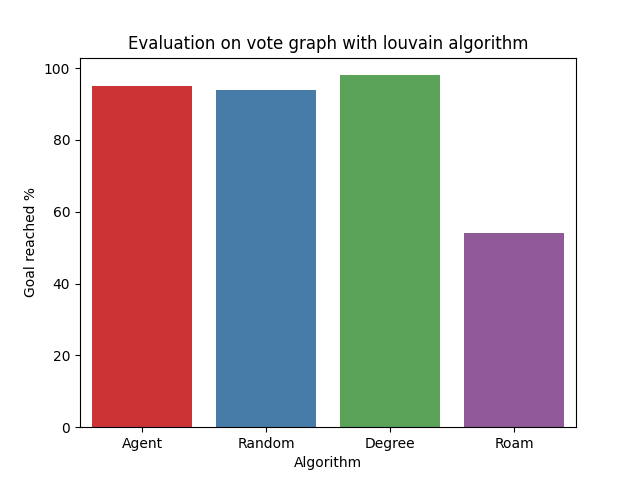 Evaluation on vote graph with louvain algorithm
100
80
60
40
20
0
Goal reached %
Agent Random Degree Roam
Algorithm